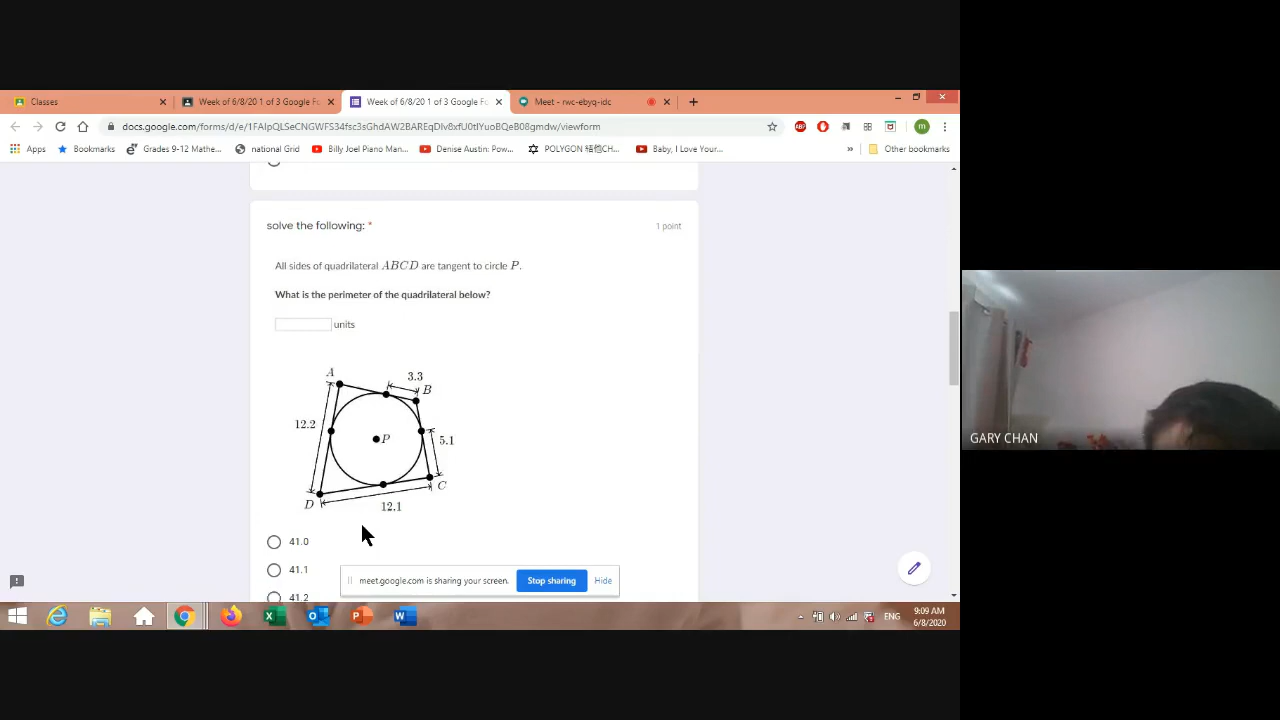 Classes
Week of 6/8/20 1 of 3 Google Fo
Week of 6/8/20 1 of 3 Google Fo
Meet - rwc-ebyq-idc
docs.google.com/forms/d/e/1FAIpQLSeCNGWFS34fsc3sGhdAW2BAREqDlv8xfU0tlYuoBQeB08gmdw/viewform
ABP
m
Apps
Bookmarks
Grades 9-12 Mathe...
national Grid
Billy Joel Piano Man...
Denise Austin: Pow...
Baby, I Love Your...
»
Other bookmarks
solve the following: *
1 point
All sides of quadrilateral ABCD are tangent to circle P.
What is the perimeter of the quadrilateral below?
units
A
3.3
B
12.2
P
5.1
C
D
12.1
41.0
41.1
41.2
meet.google.com is sharing your screen.
Stop sharing
Hide
GARY CHAN
ENG
9:09 AM
6/8/2020